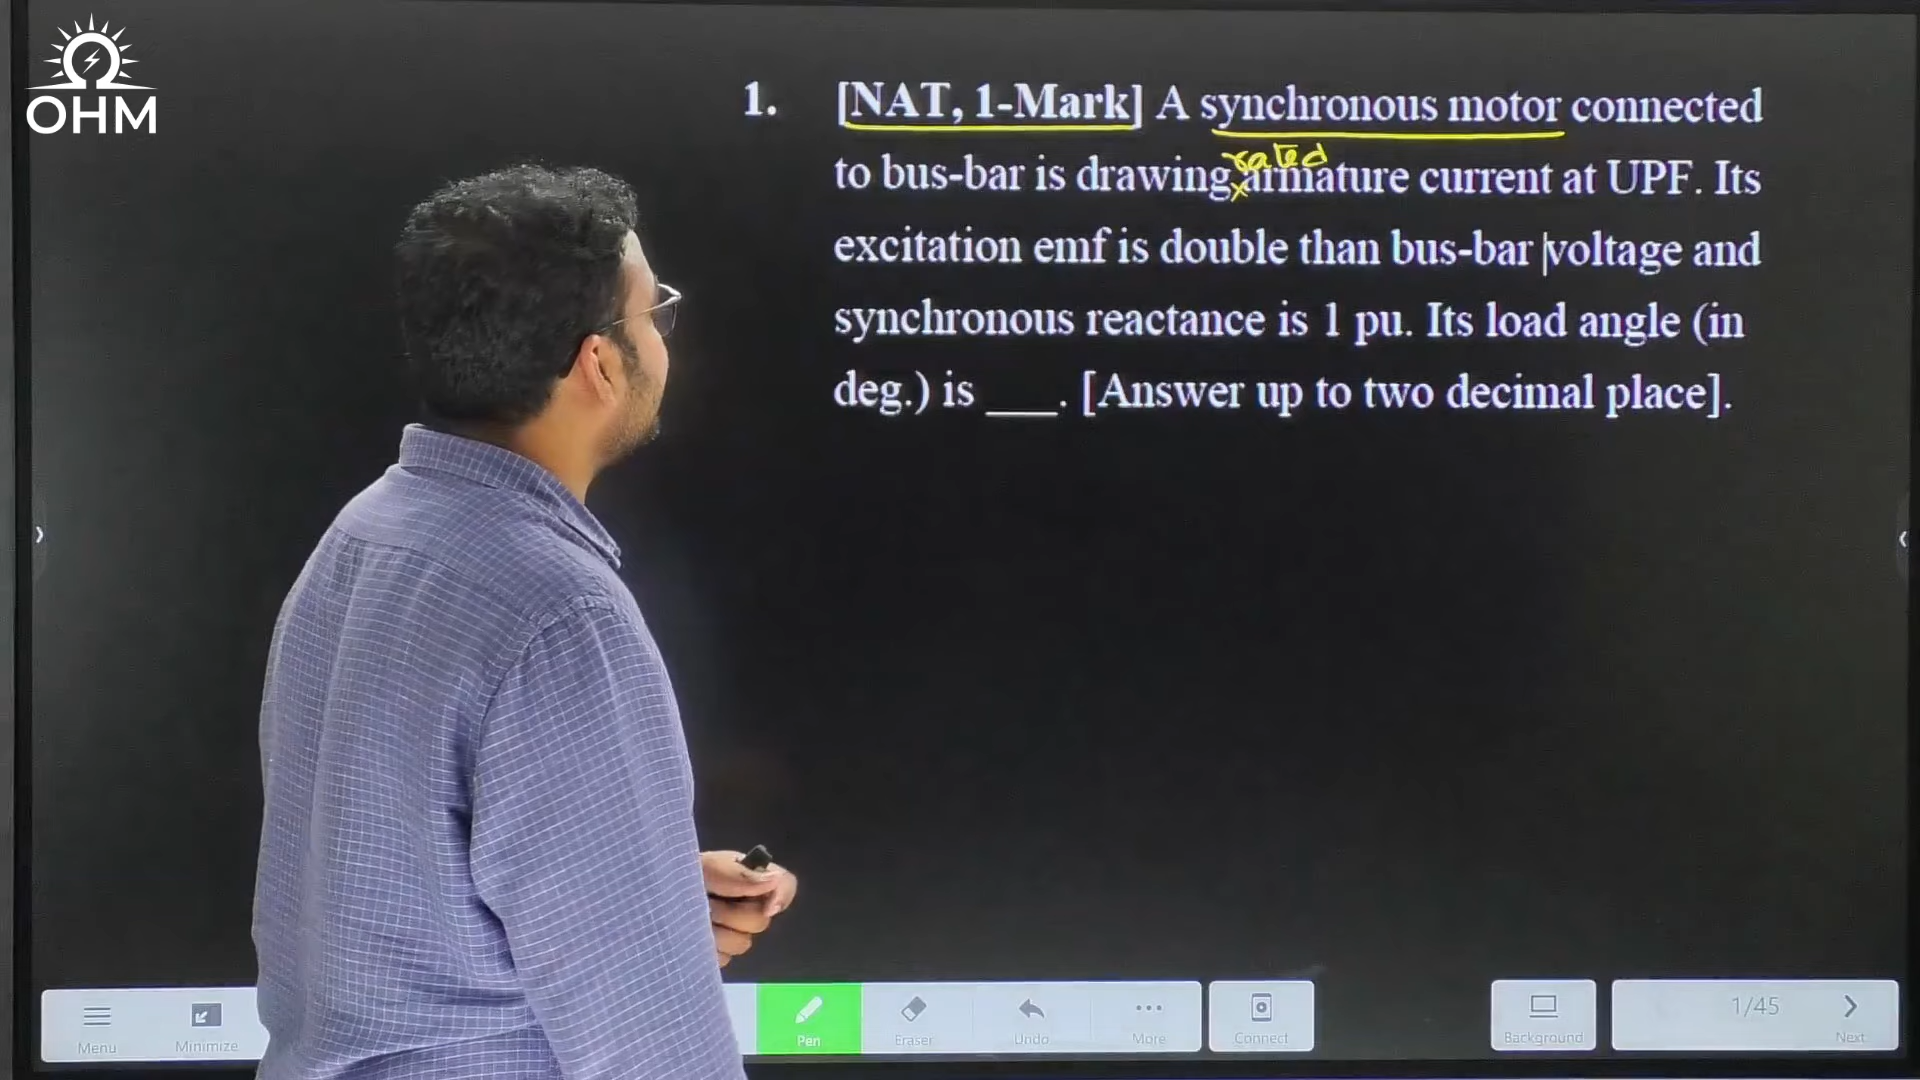 OHM
1. [NAT, 1-Mark] A synchronous motor connected
rated
to bus-bar is drawing armature current at UPF. Its
excitation emf is double than bus-bar voltage and
synchronous reactance is 1 pu. Its load angle (in
deg.) is ___. [Answer up to two decimal place].
Menu
Minimize
Pen
Eraser
Undo
More
Connect
Background
1/45
Next